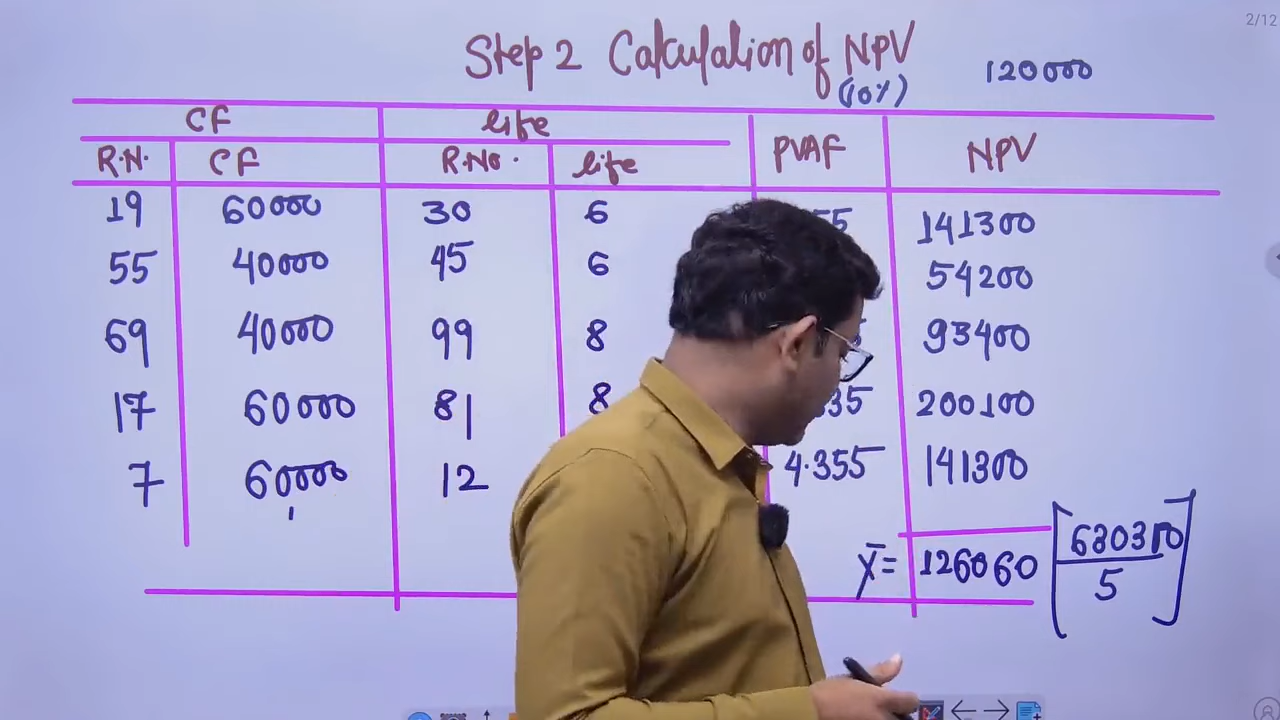 2/12
Step 2 Calculation of NPV
(10%)
120000
CF life PVAF NPV
R.N. CF R.No. life
19 60000 30 6 55 141300
55 40000 45 6 54200
69 40000 99 8 93400
17 60000 81 8 335 200100
7 60000 12 4.355 141300
x̄ = 126060 [630310
5]